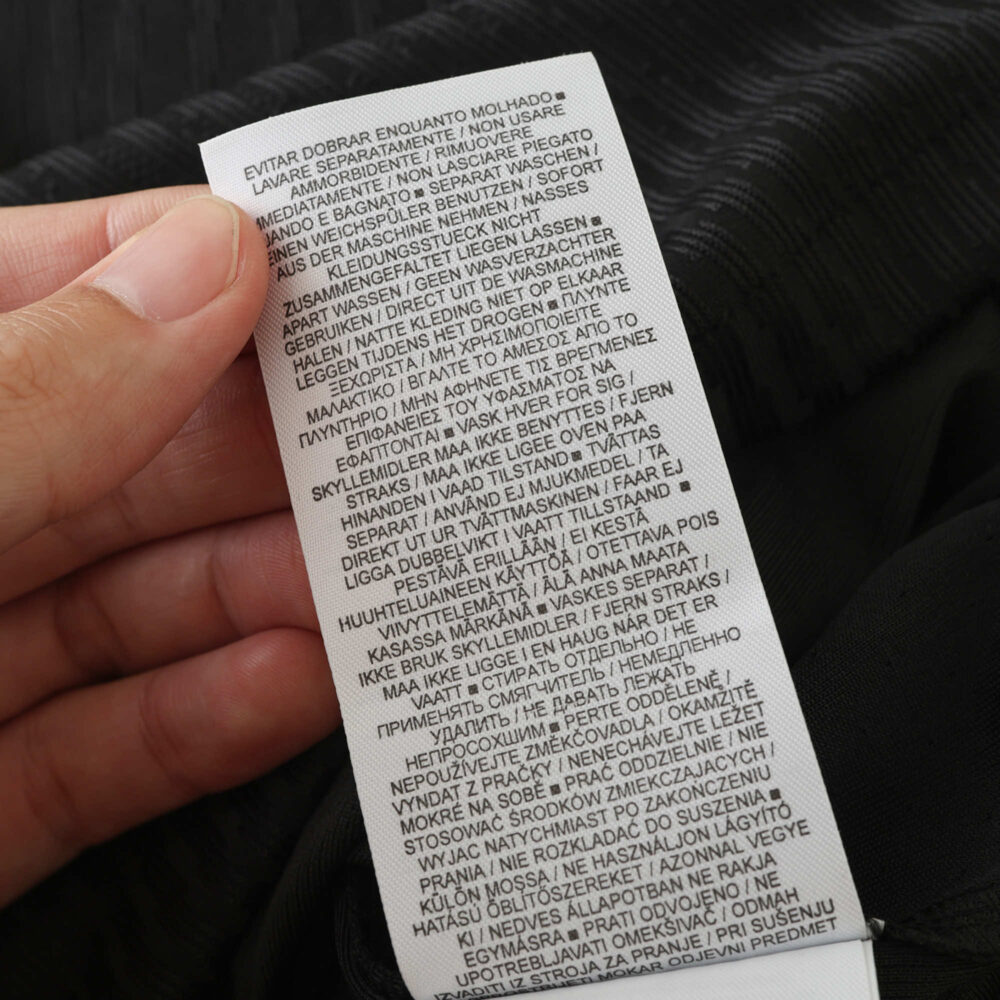 EVITAR DOBRAR ENQUANTO MOLHADO ■
LAVARE SEPARATAMENTE / NON USARE
AMMORBIDENTE / RIMUOVERE
IMMEDIATAMENTE / NON LASCIARE PIEGATO
E BAGNATO ■ SEPARAT WASCHEN /
WEICHSPÜLER BENUTZEN / SOFORT
AUS DER MASCHINE NEHMEN / NASSES
KLEIDUNGSSTUECK NICHT
ZUSAMMENGEFALTET LIEGEN LASSEN ■
APART WASSEN / GEEN WASVERZACHTER
GEBRUIKEN / DIRECT UIT DE WASMACHINE
HALEN / NATTE KLEDING NIET OP ELKAAR
LEGGEN TIJDENS HET DROGEN ■ ΠΛΥΝΤΕ
ΞΕΧΩΡΙΣΤΑ / ΜΗ ΧΡΗΣΙΜΟΠΟΙΕΙΤΕ
ΜΑΛΑΚΤΙΚΟ / ΒΓΑΛΤΕ ΤΟ ΑΜΕΣΟΣ ΑΠΟ ΤΟ
ΠΛΥΝΤΗΡΙΟ / ΜΗΝ ΑΦΗΝΕΤΕ ΤΙΣ ΒΡΕΓΜΕΝΕΣ
ΕΠΙΦΑΝΕΙΕΣ ΤΟΥ ΥΦΑΣΜΑΤΟΣ ΝΑ
ΕΦΑΠΤΟΝΤΑΙ ■ VASK HVER FOR SIG /
SKYLLEMIDLER MAA IKKE BENYTTES / FJERN
STRAKS / MAA IKKE LIGEE OVEN PAA
HINANDEN I VAAD TILSTAND ■ TVÄTTAS
SEPARAT / ANVÄND EJ MJUKMEDEL / TA
DIREKT UT UR TVÄTTMASKINEN / FAAR EJ
LIGGA DUBBELVIKT I VAATT TILLSTAAND ■
PESTÄVÄ ERILLÄÄN / EI KESTÄ
HUUHTELUAINEEN KÄYTTÖÄ / OTETTAVA POIS
VIIVYTTELEMÄTTÄ / ÄLÄ ANNA MAATA
KASASSA MÄRKÄNÄ ■ VASKES SEPARAT /
IKKE BRUK SKYLLEMIDLER / FJERN STRAKS /
MAA IKKE LIGGE I EN HAUG NÄR DET ER
VAATT ■ СТИРАТЬ ОТДЕЛЬНО / НЕ
ПРИМЕНЯТЬ СМЯГЧИТЕЛЬ / НЕМЕДЛЕННО
УДАЛИТЬ / НЕ ДАВАТЬ ЛЕЖАТЬ
НЕПРОСОХШИМ ■ PERTE ODDĚLENĚ /
NEPOUŽÍVEJTE ZMĚKČOVADLA / OKAMŽITĚ
VYNDAT Z PRAČKY / NENECHÁVEJTE LEŽET
MOKRÉ NA SOBĚ ■ PRAĆ ODDZIELNIE / NIE
STOSOWAĆ ŚRODKÓW ZMIEKCZAJACYCH /
WYJAC NATYCHMIAST PO ZAKOŃCZENIU
PRANIA / NIE ROZKLADAĆ DO SUSZENIA ■
KÜLÖN MOSSA / NE HASZNÁLJON LÁGYÍTÓ
HATÁSÚ ÖBLÍTŐSZEREKET / AZONNAL VEGYE
KI / NEDVES ÁLLAPOTBAN NE RAKJA
EGYMÁSRA ■ PRATI ODVOJENO / NE
UPOTREBLJAVATI OMEKŠIVAČ / ODMAH
IZVADITI IZ STROJA ZA PRANJE / PRI SUŠENJU
MOKAR ODJEVNI PREDMET